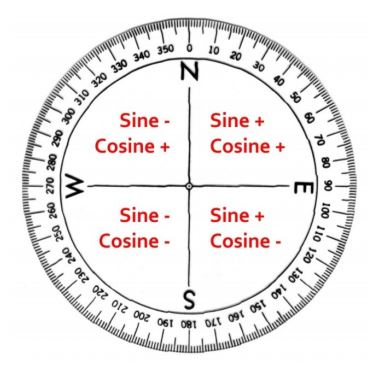 0 10 20 30 40 50 60 70 80 90 100 110 120 130 140 150 160 170 180 190 200 210 220 230 240 250 260 270 280 290 300 310 320 330 340 350
N
Sine - Sine +
Cosine + Cosine +
W E
Sine - Sine +
Cosine - Cosine -
S